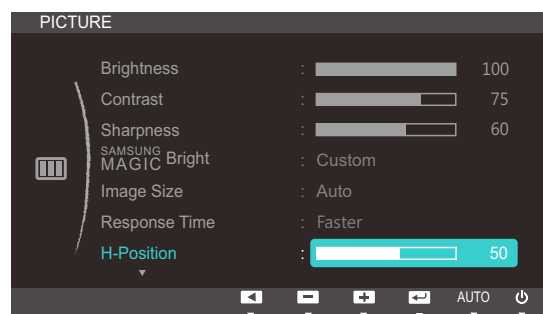 PICTURE
Brightness : 100
Contrast : 75
Sharpness : 60
SAMSUNG
MAGIC Bright : Custom
Image Size : Auto
Response Time : Faster
H-Position : 50
AUTO